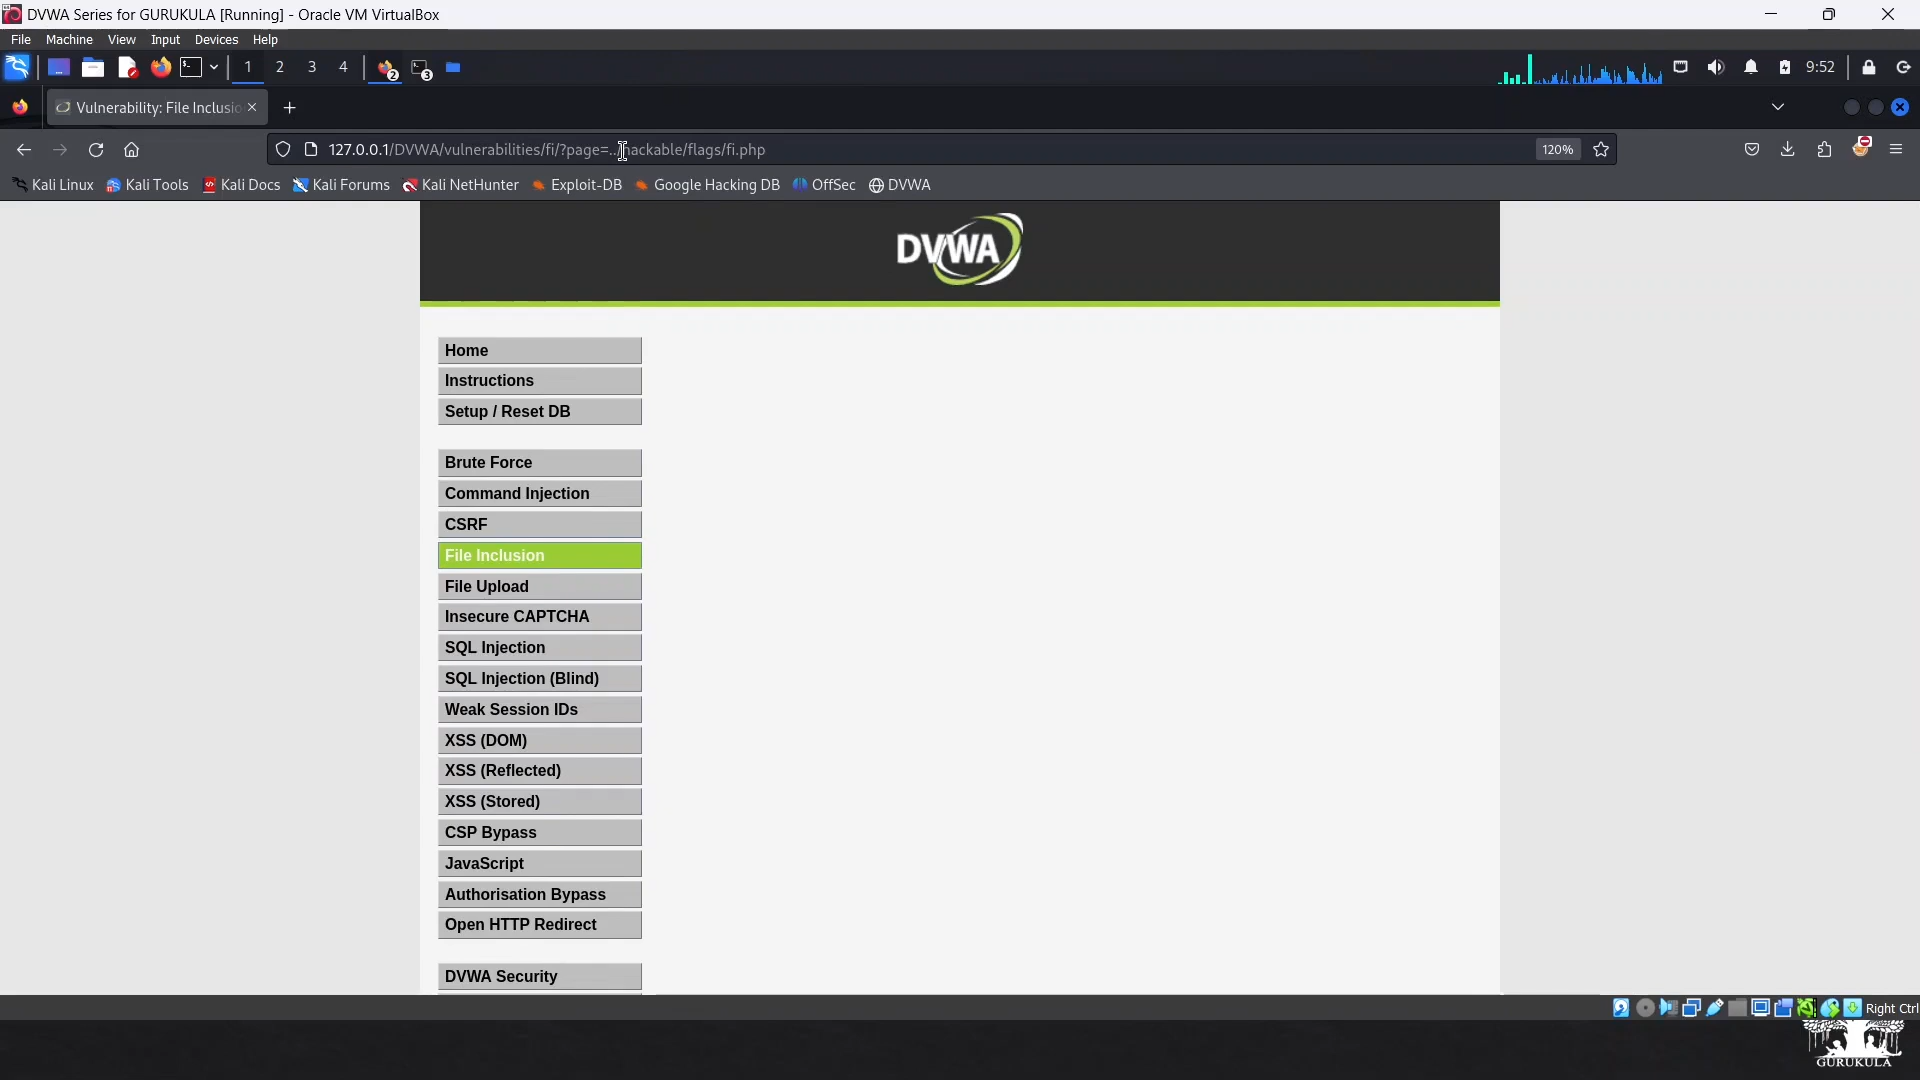 DVWA Series for GURUKULA [Running] - Oracle VM VirtualBox
File Machine View Input Devices Help
1 2 3 4 2 3 9:52
Vulnerability: File Inclusio
127.0.0.1/DVWA/vulnerabilities/fi/?page=../hackable/flags/fi.php 120%
Kali Linux Kali Tools Kali Docs Kali Forums Kali NetHunter Exploit-DB Google Hacking DB OffSec DVWA
DVWA
Home
Instructions
Setup / Reset DB
Brute Force
Command Injection
CSRF
File Inclusion
File Upload
Insecure CAPTCHA
SQL Injection
SQL Injection (Blind)
Weak Session IDs
XSS (DOM)
XSS (Reflected)
XSS (Stored)
CSP Bypass
JavaScript
Authorisation Bypass
Open HTTP Redirect
DVWA Security
Right Ctrl
GURUKULA